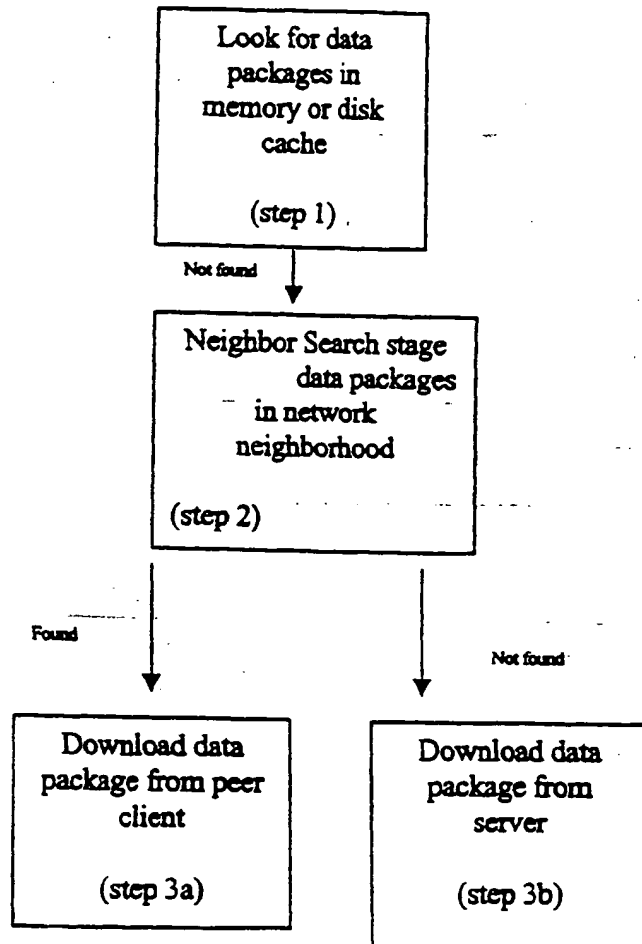 Look for data
packages in
memory or disk
cache
(step 1)
Not found
Neighbor Search stage
data packages
in network
neighborhood
(step 2)
Found
Not found
Download data
package from peer
client
(step 3a)
Download data
package from
server
(step 3b)